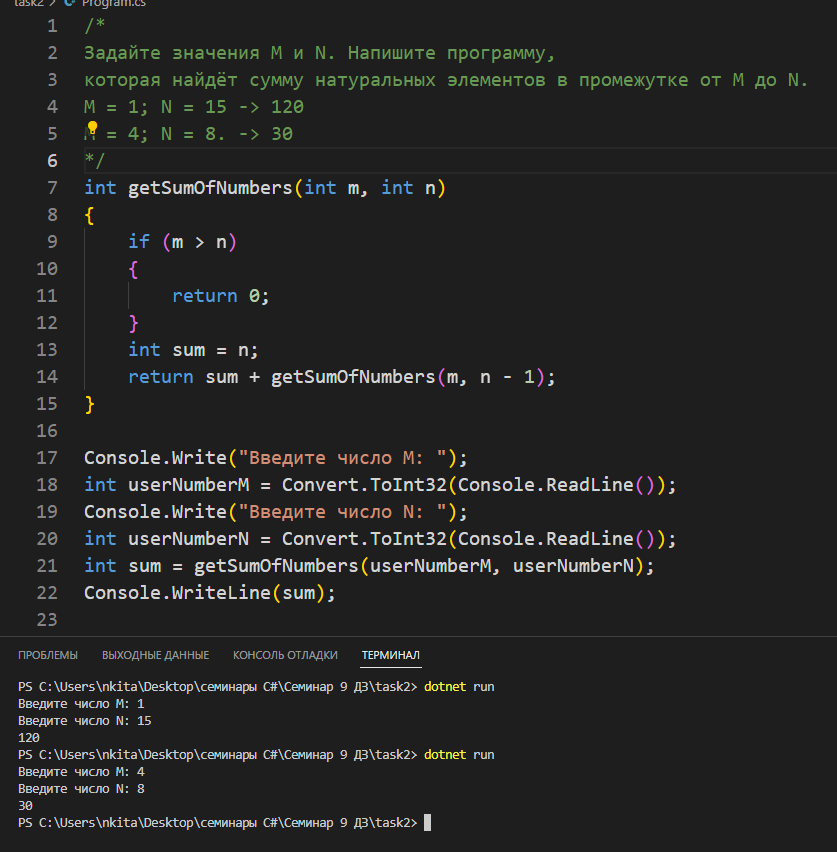 task2 > Program.cs
1 /*
2 Задайте значения M и N. Напишите программу,
3 которая найдёт сумму натуральных элементов в промежутке от M до N.
4 M = 1; N = 15 -> 120
5 M = 4; N = 8. -> 30
6 */
7 int getSumOfNumbers(int m, int n)
8 {
9     if (m > n)
10     {
11         return 0;
12     }
13     int sum = n;
14     return sum + getSumOfNumbers(m, n - 1);
15 }
16
17 Console.Write("Введите число M: ");
18 int userNumberM = Convert.ToInt32(Console.ReadLine());
19 Console.Write("Введите число N: ");
20 int userNumberN = Convert.ToInt32(Console.ReadLine());
21 int sum = getSumOfNumbers(userNumberM, userNumberN);
22 Console.WriteLine(sum);
23
ПРОБЛЕМЫ ВЫХОДНЫЕ ДАННЫЕ КОНСОЛЬ ОТЛАДКИ ТЕРМИНАЛ
PS C:\Users\nkita\Desktop\семинары C#\Семинар 9 ДЗ\task2> dotnet run
Введите число M: 1
Введите число N: 15
120
PS C:\Users\nkita\Desktop\семинары C#\Семинар 9 ДЗ\task2> dotnet run
Введите число M: 4
Введите число N: 8
30
PS C:\Users\nkita\Desktop\семинары C#\Семинар 9 ДЗ\task2>